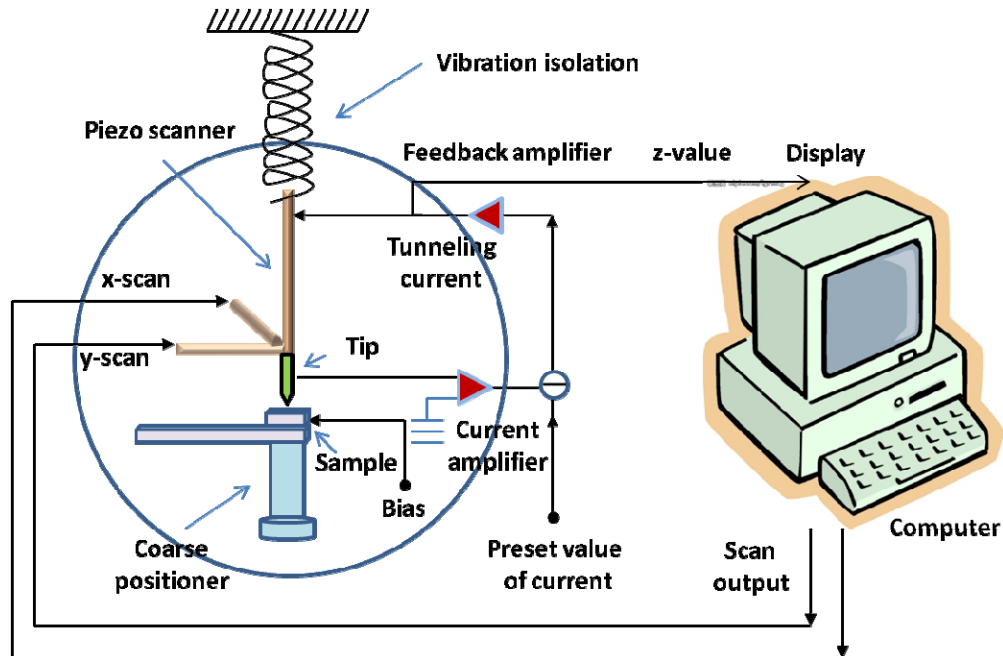 Vibration isolation
Piezo scanner
Feedback amplifier
z-value
Display
Tunneling
current
x-scan
y-scan
Tip
Current
amplifier
Sample
Bias
Coarse
positioner
Preset value
of current
Scan
output
Computer